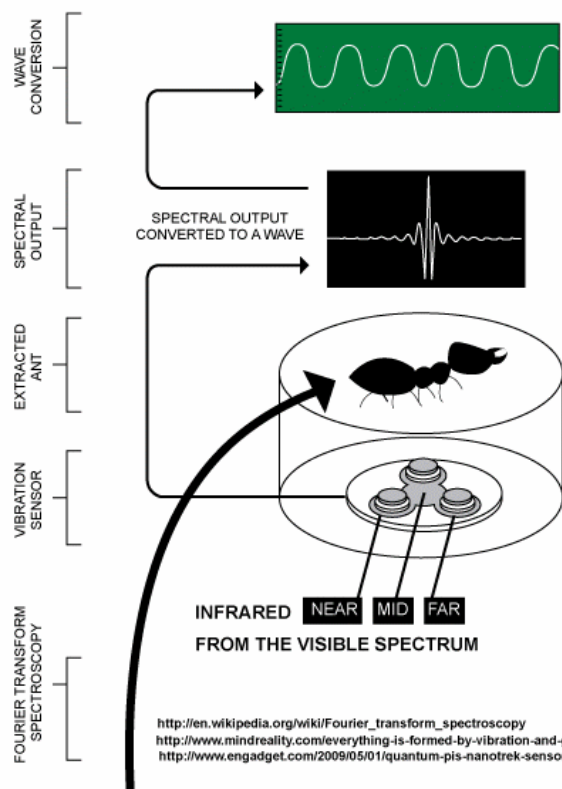 WAVE
CONVERSION
SPECTRAL
OUTPUT
SPECTRAL OUTPUT
CONVERTED TO A WAVE
EXTRACTED
ANT
VIBRATION
SENSOR
INFRARED NEAR MID FAR
FROM THE VISIBLE SPECTRUM
FOURIER TRANSFORM
SPECTROSCOPY
http://en.wikipedia.org/wiki/Fourier_transform_spectroscopy
http://www.mindreality.com/everything-is-formed-by-vibration-and-
http://www.engadget.com/2009/05/01/quantum-pis-nanotrek-senso